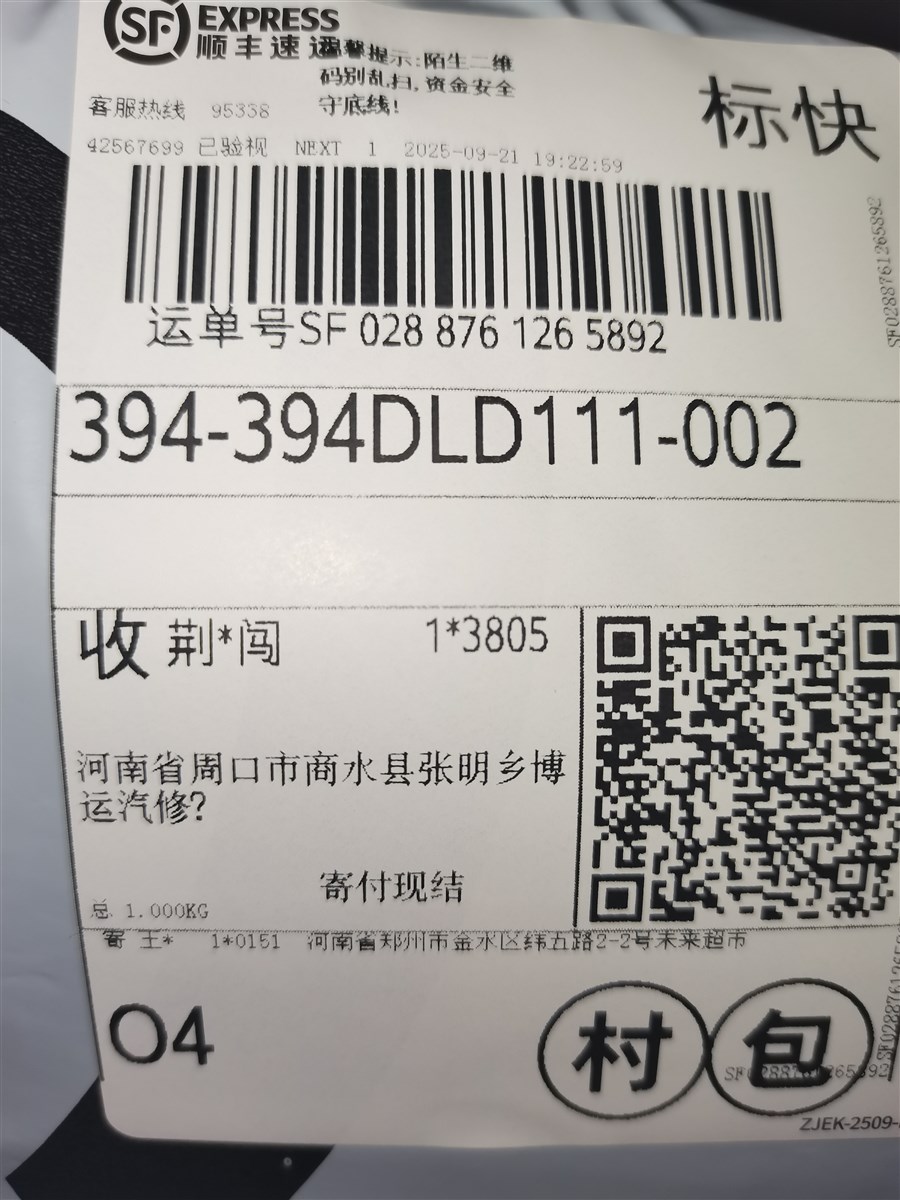 SF EXPRESS
顺丰速运
温馨提示:陌生二维
码别乱扫,资金安全
守底线!
标快
客服热线 95338
42567699 已验视 NEXT 1 2025-09-21 19:22:59
运单号SF 028 876 126 5892
SF0288761265892
394-394DLD111-002
收 荆*闯 1*3805
河南省周口市商水县张明乡博
运汽修?
寄付现结
总 1.000KG
寄 王* 1*0151 河南省郑州市金水区纬五路2-2号未来超市
04
村 包
SF0288761265892
ZJEK-2509-